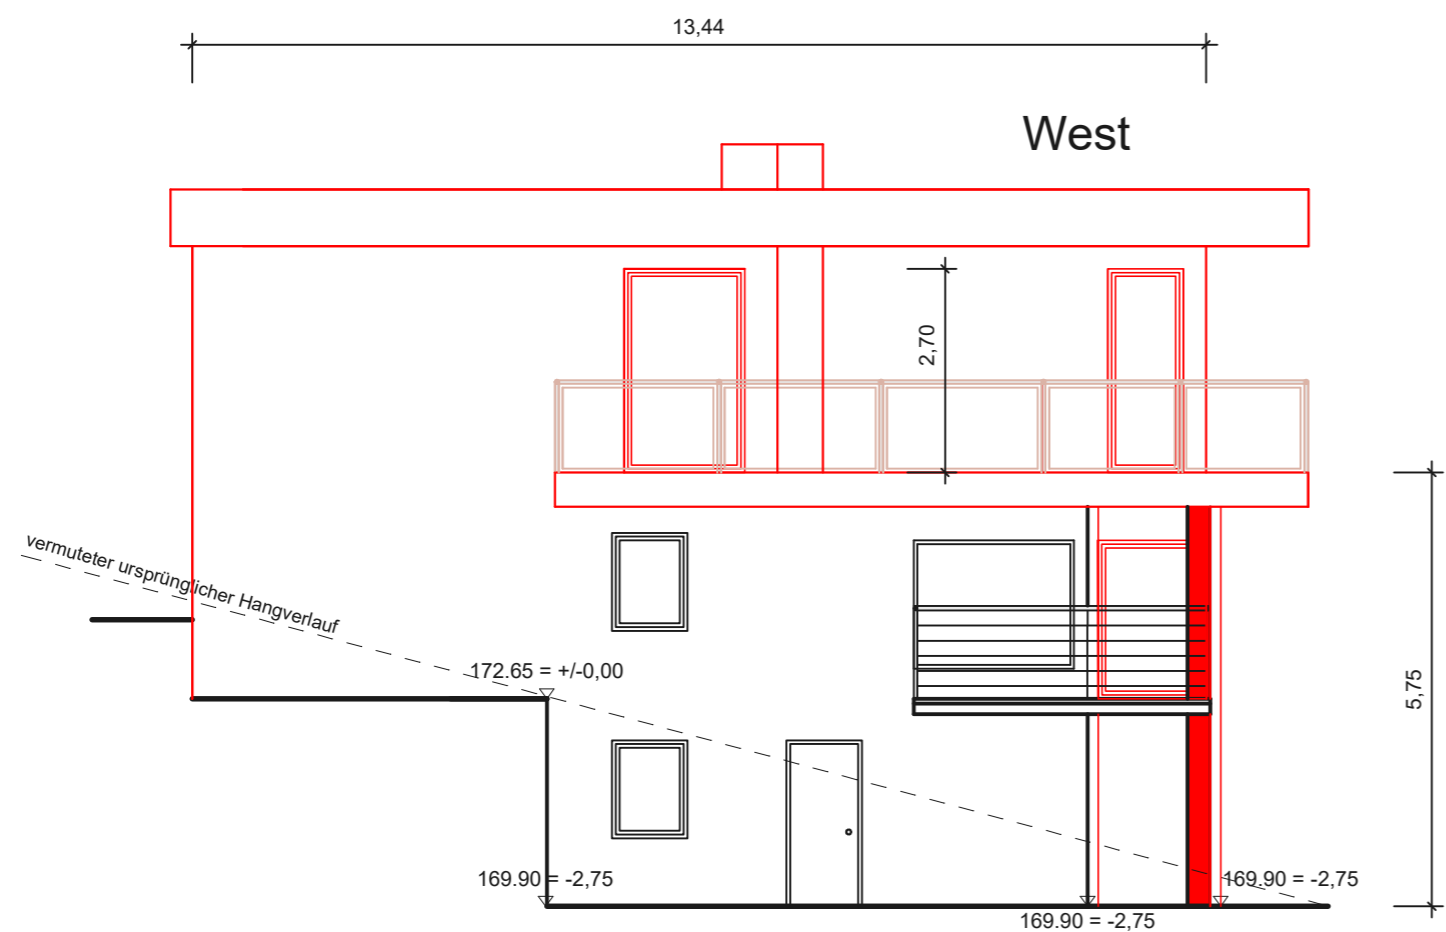 13,44
West
2,70
vermuteter ursprünglicher Hangverlauf
172.65 = +/-0,00
5,75
169.90 = -2,75
169.90 = -2,75
169.90 = -2,75